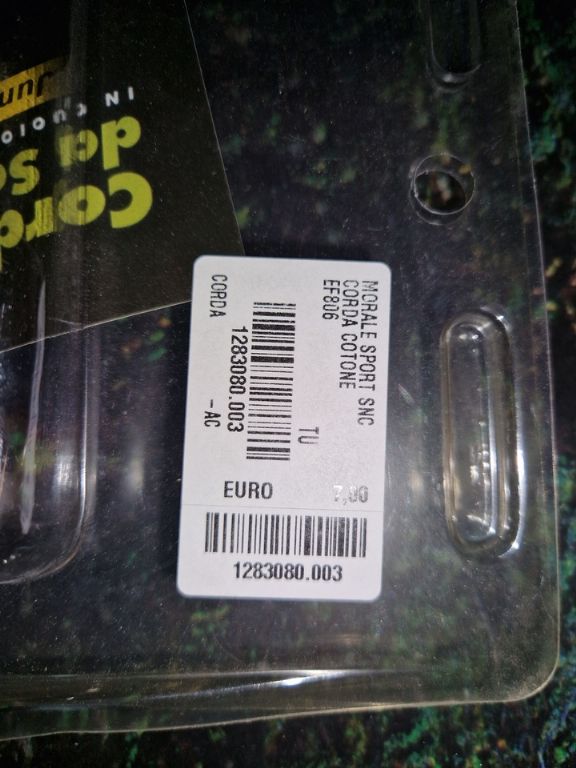 MORALE SPORT SNC
CORDA COTONE
EF806
TU
1283080.003
CORDA -AC
EURO 7,00
1283080.003
IN CUOIO
da
Cord